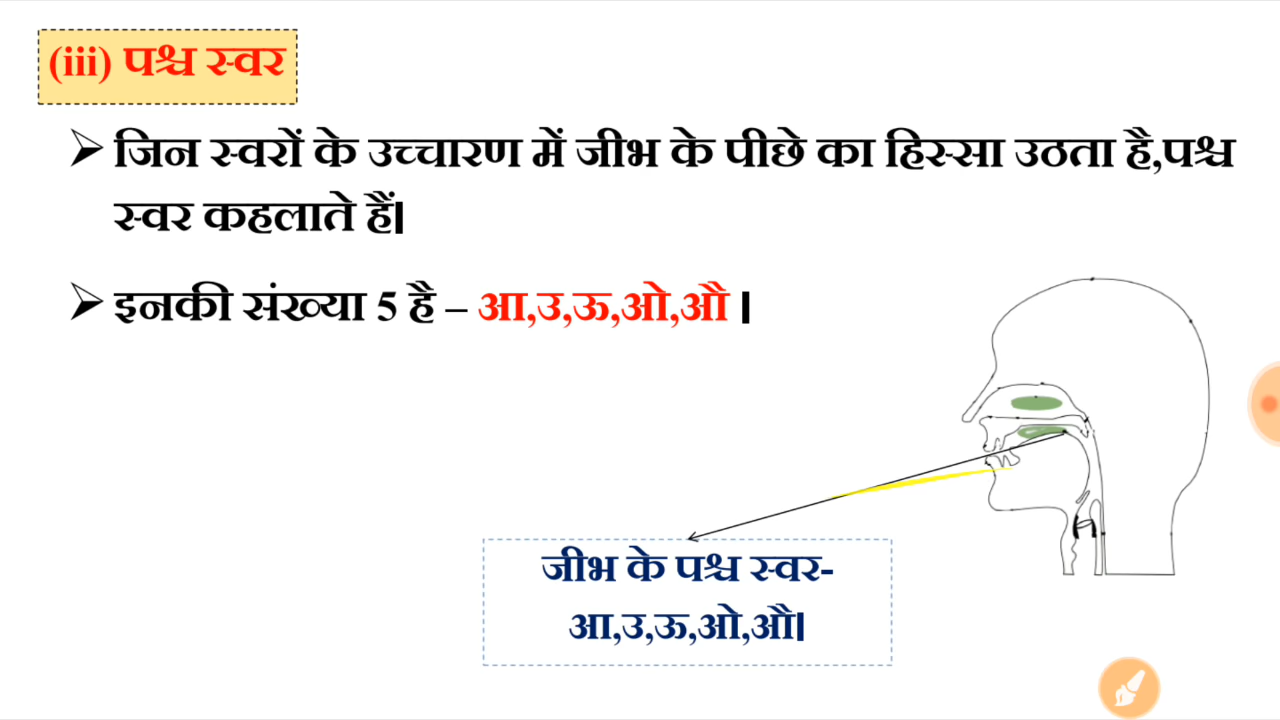 (iii) पश्च स्वर
जिन स्वरों के उच्चारण में जीभ के पीछे का हिस्सा उठता है,पश्च
स्वर कहलाते हैं।
इनकी संख्या 5 है – आ,उ,ऊ,ओ,औ ।
जीभ के पश्च स्वर-
आ,उ,ऊ,ओ,औ।